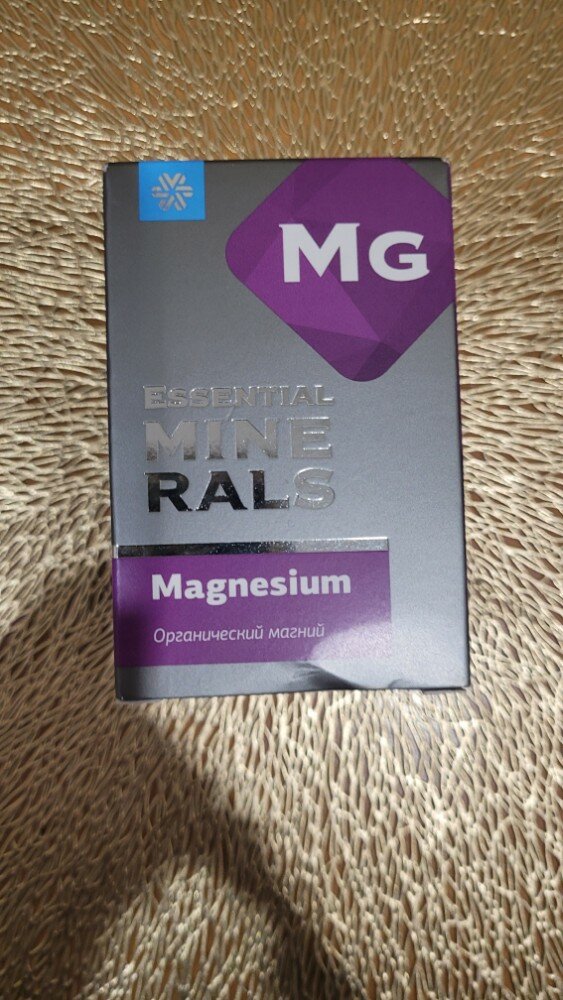 MG
ESSENTIAL
MINE
RALS
Magnesium
Органический магний